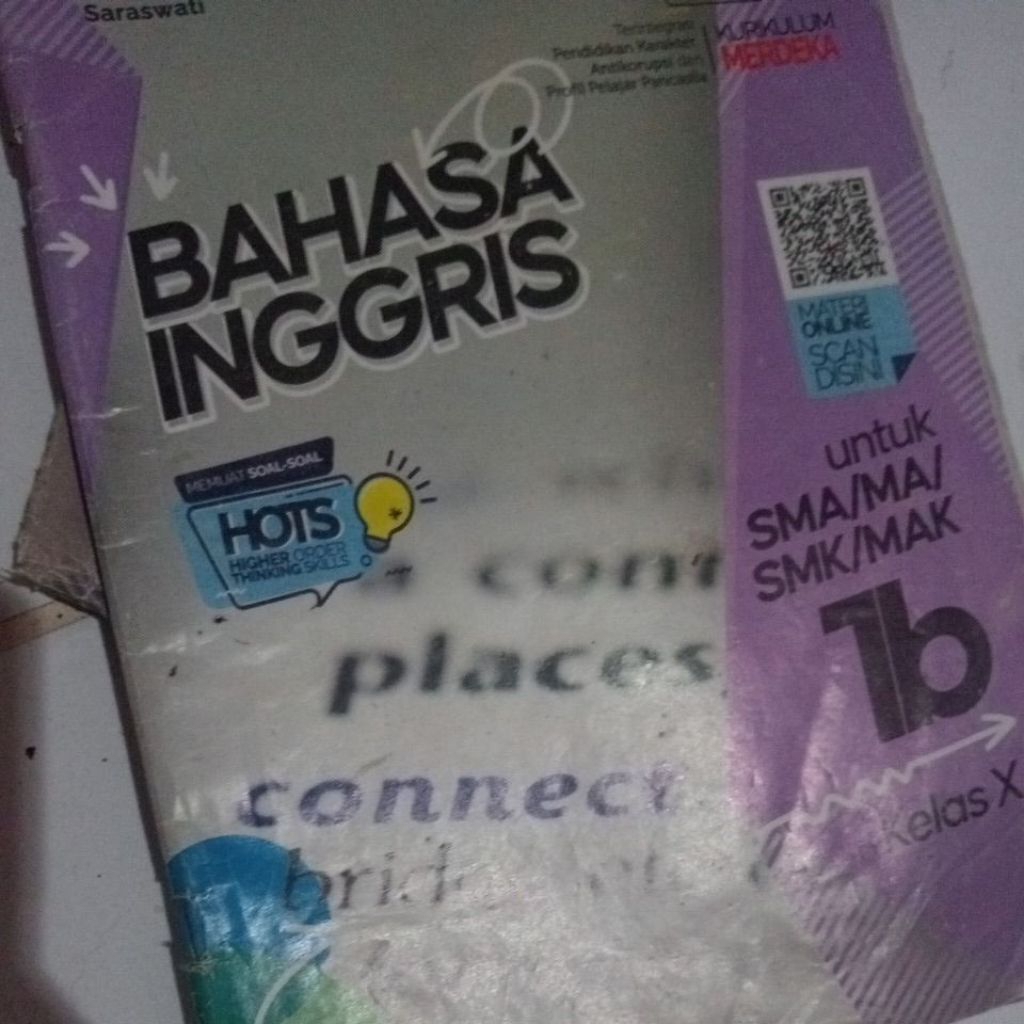 Saraswati
Terintegrasi
Pendidikan Karakter
Antikorupsi dan
Profil Pelajar Pancasila
KURIKULUM
MERDEKA
BAHASA
INGGRIS
MATERI
ONLINE
SCAN
DISINI
MEMUAT SOAL-SOAL
HOTS
HIGHER ORDER
THINKING SKILLS
untuk
SMA/MA/
SMK/MAK
1b
Kelas X
places
connect